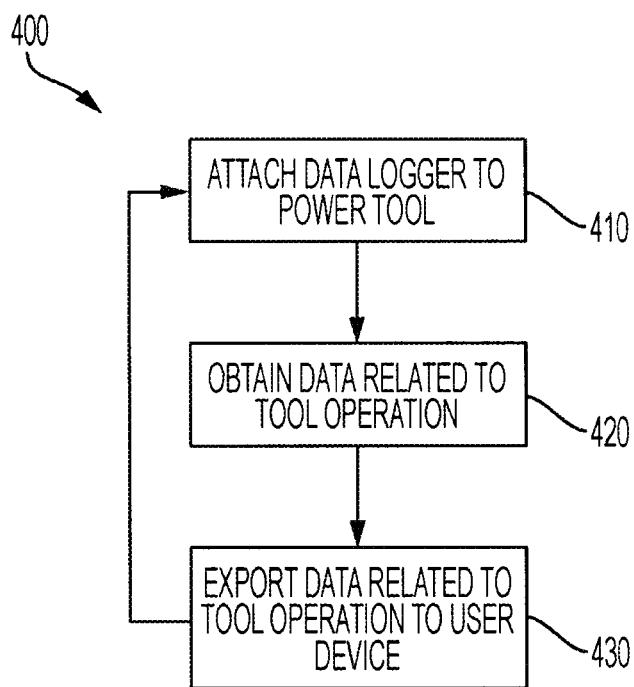 400
ATTACH DATA LOGGER TO
POWER TOOL
410
OBTAIN DATA RELATED TO
TOOL OPERATION
420
EXPORT DATA RELATED TO
TOOL OPERATION TO USER
DEVICE
430